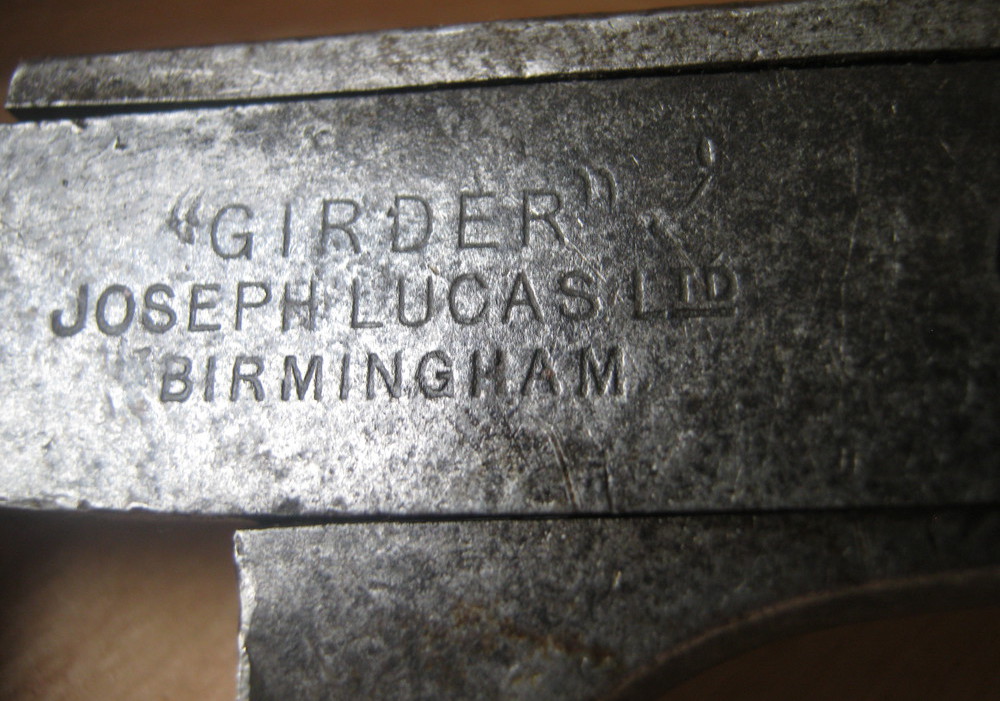 “GIRDER”
JOSEPH LUCAS LTD
BIRMINGHAM